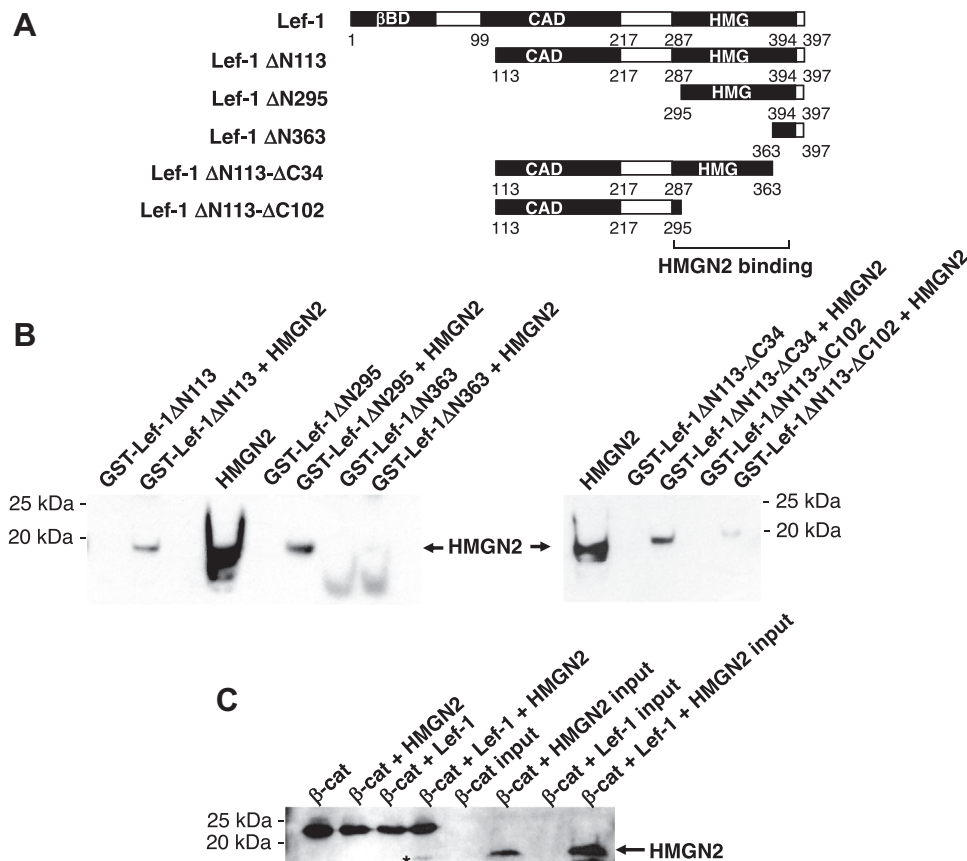 A
Lef-1
βBD
CAD
HMG
1
99
217
287
394
397
Lef-1 ΔN113
CAD
HMG
113
217
287
394
397
Lef-1 ΔN295
HMG
295
394
397
Lef-1 ΔN363
363
397
Lef-1 ΔN113-ΔC34
CAD
HMG
113
217
287
363
Lef-1 ΔN113-ΔC102
CAD
113
217
295
HMGN2 binding
B
GST-Lef-1ΔN113
GST-Lef-1ΔN113 + HMGN2
HMGN2
GST-Lef-1ΔN295
GST-Lef-1ΔN295 + HMGN2
GST-Lef-1ΔN363
GST-Lef-1ΔN363 + HMGN2
25 kDa -
20 kDa -
← HMGN2 →
HMGN2
GST-Lef-1ΔN113-ΔC34
GST-Lef-1ΔN113-ΔC34 + HMGN2
GST-Lef-1ΔN113-ΔC102
GST-Lef-1ΔN113-ΔC102 + HMGN2
- 25 kDa
- 20 kDa
C
β-cat
β-cat + HMGN2
β-cat + Lef-1
β-cat + Lef-1 + HMGN2
β-cat input
β-cat + HMGN2 input
β-cat + Lef-1 input
β-cat + Lef-1 + HMGN2 input
25 kDa -
20 kDa -
*
← HMGN2